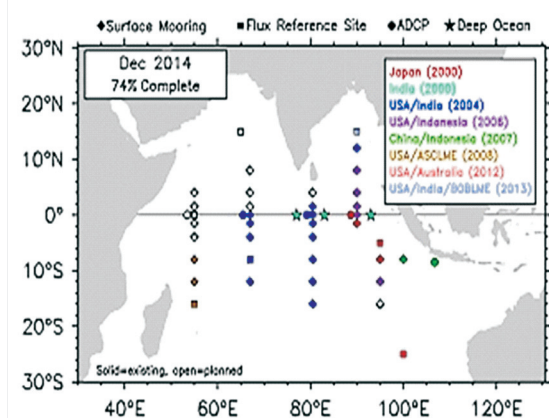 Surface Mooring Flux Reference Site ADCP Deep Ocean
30°N
20°N
10°N
0°
10°S
20°S
30°S
Dec 2014
74% Complete
Japan (2000)
India (2000)
USA/India (2004)
USA/Indonesia (2006)
China/Indonesia (2007)
USA/ASCLME (2008)
USA/Australia (2012)
USA/India/BOBLME (2013)
Solid=existing, open=planned
40°E 60°E 80°E 100°E 120°E